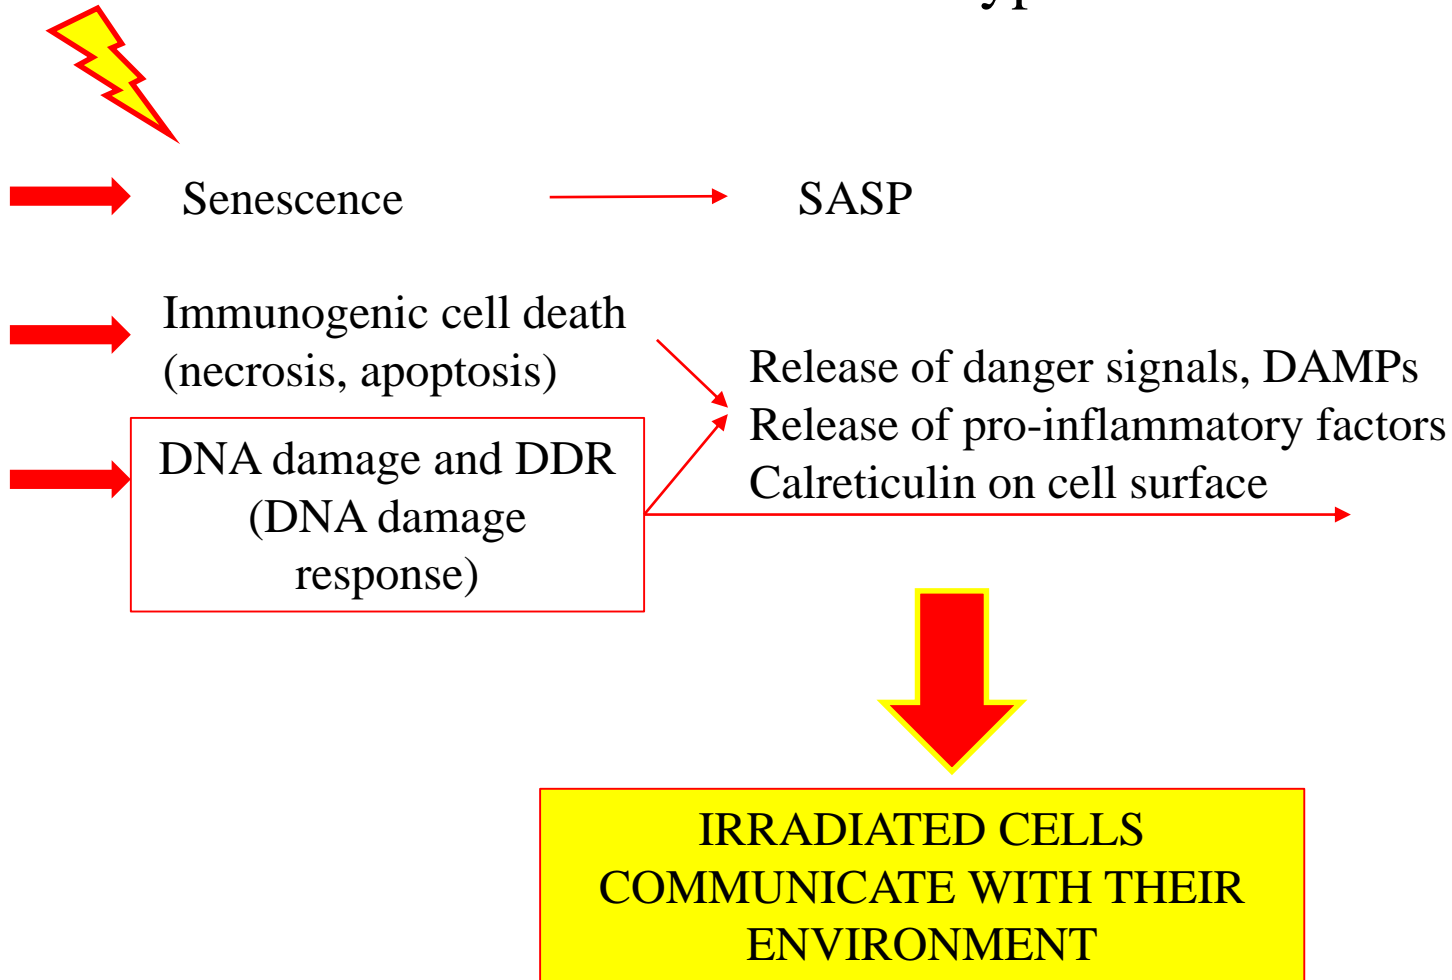 yp
Senescence
SASP
Immunogenic cell death
(necrosis, apoptosis)
Release of danger signals, DAMPs
Release of pro-inflammatory factors
Calreticulin on cell surface
DNA damage and DDR
(DNA damage
response)
IRRADIATED CELLS
COMMUNICATE WITH THEIR
ENVIRONMENT